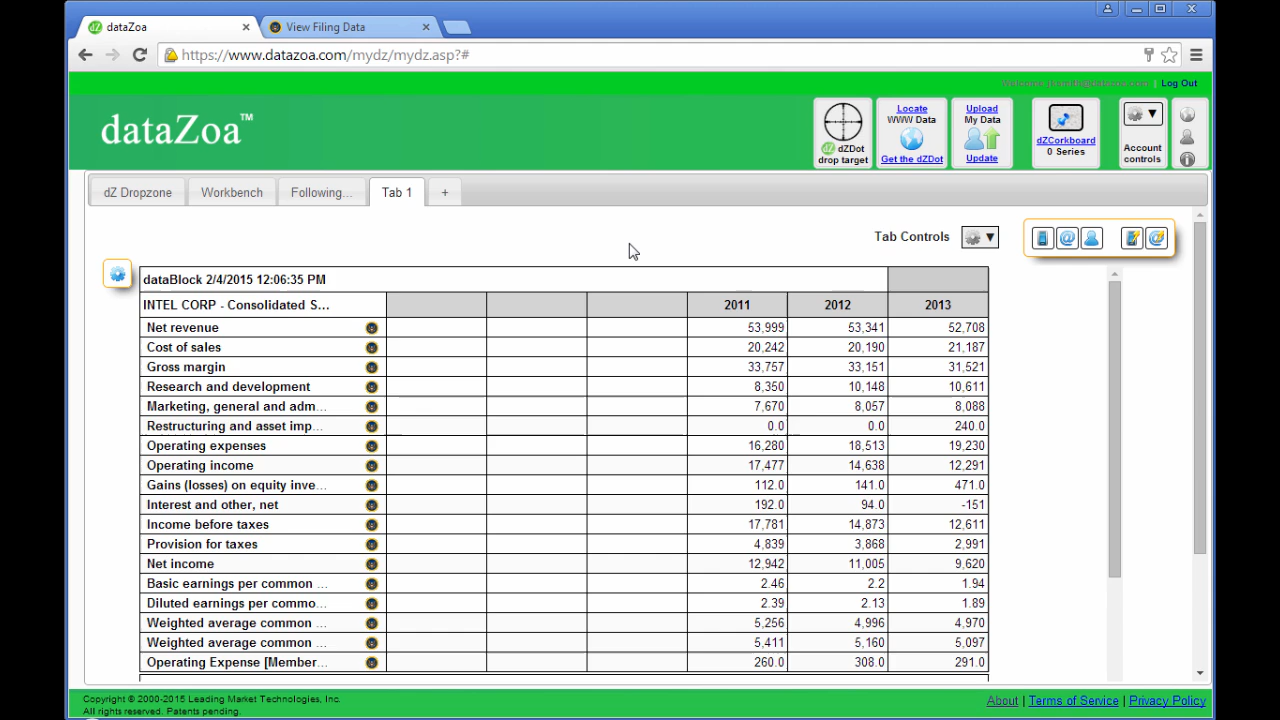 dZ dataZoa
View Filing Data
https://www.datazoa.com/mydz/mydz.asp?#
Welcome, Log Out
dataZoa™
dZ dZDot drop target
Locate WWW Data Get the dZDot
Upload My Data Update
dZCorkboard 0 Series
Account controls
dZ Dropzone Workbench Following... Tab 1 +
Tab Controls
dataBlock 2/4/2015 12:06:35 PM
INTEL CORP - Consolidated S... 2011 2012 2013
Net revenue 53,999 53,341 52,708
Cost of sales 20,242 20,190 21,187
Gross margin 33,757 33,151 31,521
Research and development 8,350 10,148 10,611
Marketing, general and adm... 7,670 8,057 8,088
Restructuring and asset imp... 0.0 0.0 240.0
Operating expenses 16,280 18,513 19,230
Operating income 17,477 14,638 12,291
Gains (losses) on equity inve... 112.0 141.0 471.0
Interest and other, net 192.0 94.0 -151
Income before taxes 17,781 14,873 12,611
Provision for taxes 4,839 3,868 2,991
Net income 12,942 11,005 9,620
Basic earnings per common ... 2.46 2.2 1.94
Diluted earnings per commo... 2.39 2.13 1.89
Weighted average common ... 5,256 4,996 4,970
Weighted average common ... 5,411 5,160 5,097
Operating Expense [Member... 260.0 308.0 291.0
Copyright © 2000-2015 Leading Market Technologies, Inc.
All rights reserved. Patents pending.
About | Terms of Service | Privacy Policy